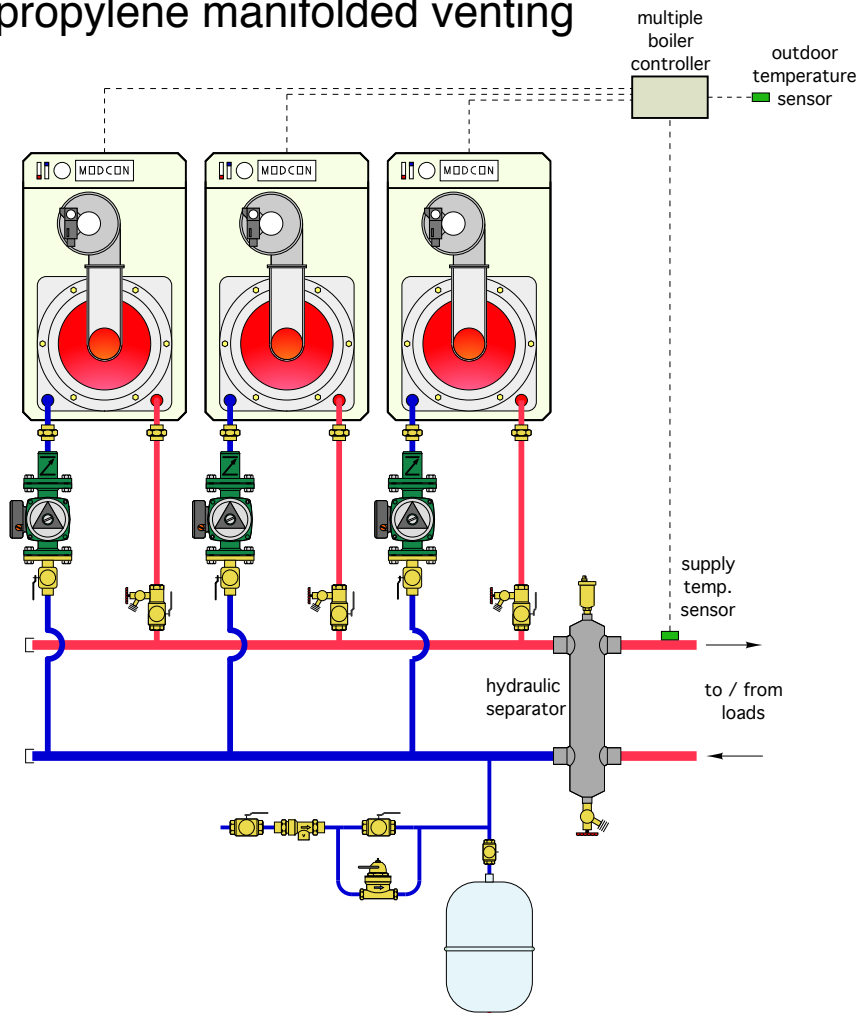 propylene manifolded venting
multiple
boiler
controller
outdoor
temperature
sensor
MODCON
MODCON
MODCON
supply
temp.
sensor
hydraulic
separator
to / from
loads